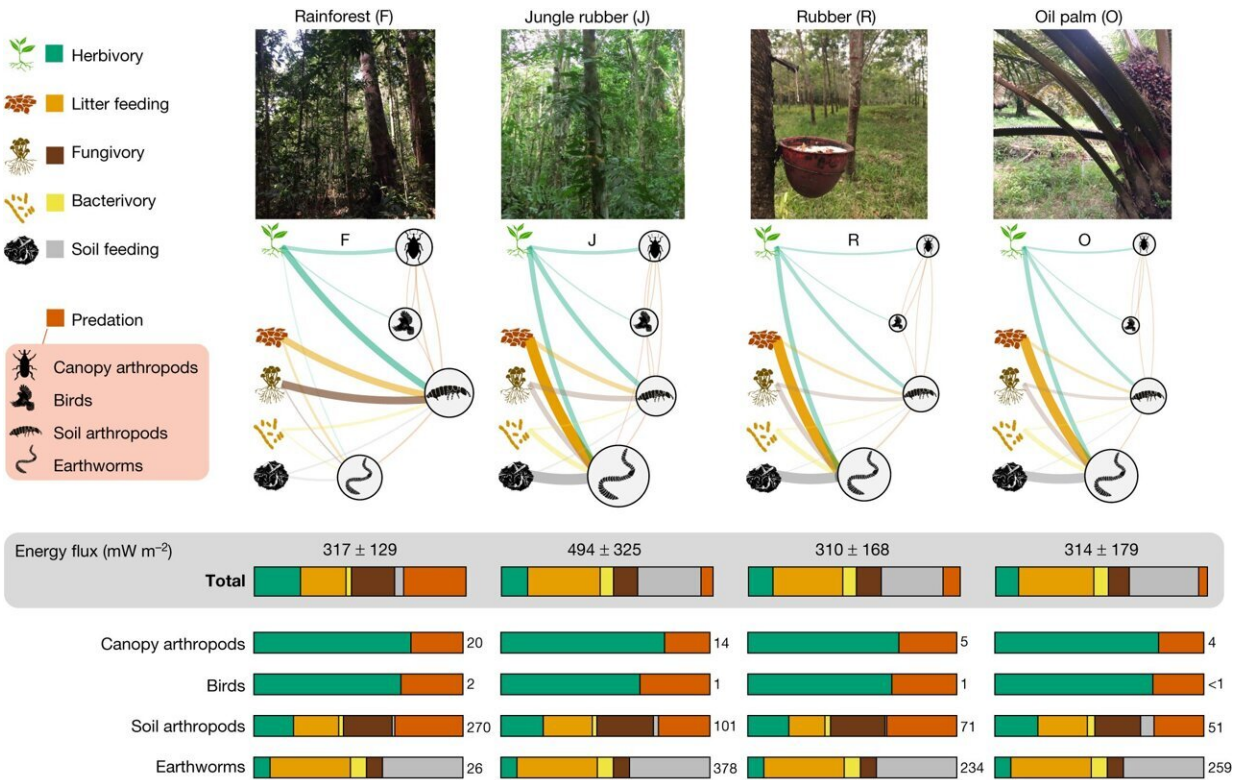 Rainforest (F) Jungle rubber (J) Rubber (R) Oil palm (O)
Herbivory
Litter feeding
Fungivory
Bacterivory
Soil feeding
Predation
Canopy arthropods
Birds
Soil arthropods
Earthworms
F J R O
Energy flux (mW m⁻²) 317 ± 129 494 ± 325 310 ± 168 314 ± 179
Total
Canopy arthropods 20 14 5 4
Birds 2 1 1 <1
Soil arthropods 270 101 71 51
Earthworms 26 378 234 259